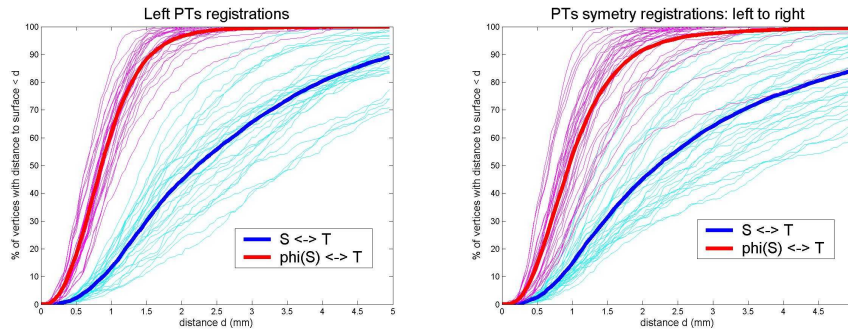 Left PTs registrations
% of vertices with distance to surface < d
100
90
80
70
60
50
40
30
20
10
0
S <-> T
phi(S) <-> T
0 0.5 1 1.5 2 2.5 3 3.5 4 4.5 5
distance d (mm)
PTs symetry registrations: left to right
% of vertices with distance to surface < d
100
90
80
70
60
50
40
30
20
10
0
S <-> T
phi(S) <-> T
0 0.5 1 1.5 2 2.5 3 3.5 4 4.5
distance d (mm)